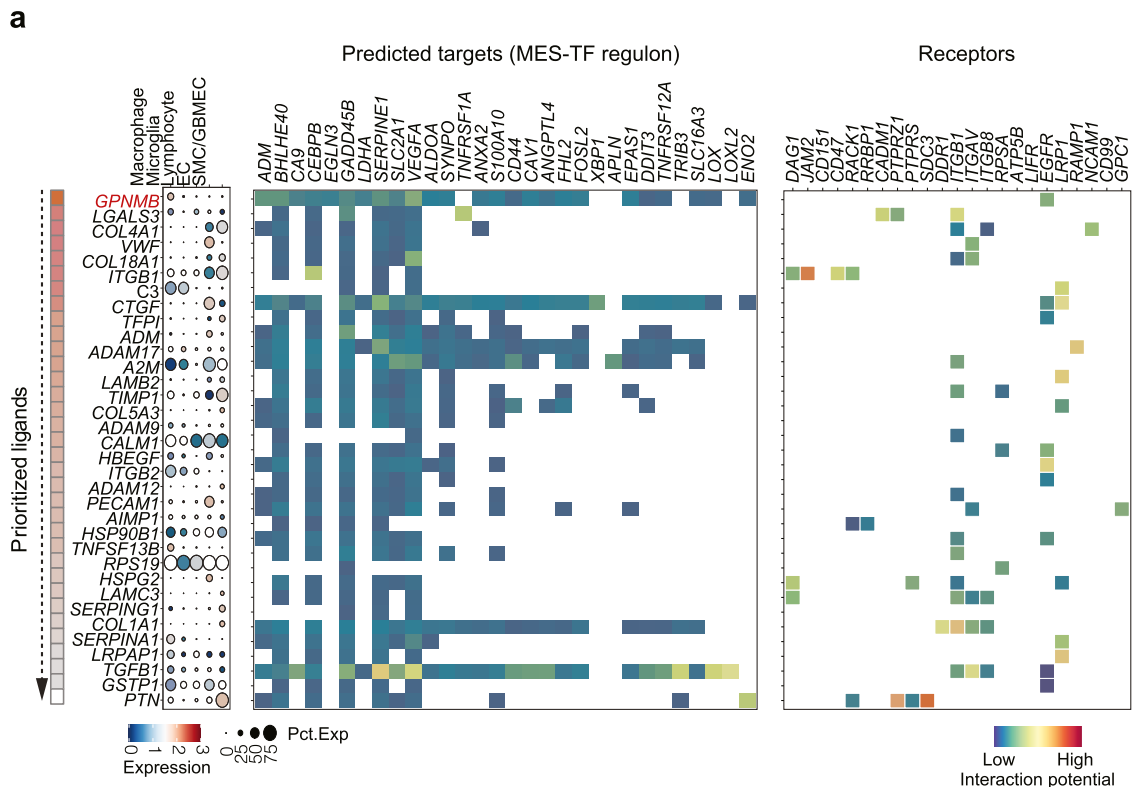 a
Predicted targets (MES-TF regulon)
Receptors
Macrophage
Microglia
Lymphocyte
EC
SMC/GBMEC
ADM
BHLHE40
CA9
CEBPB
EGLN3
GADD45B
LDHA
SERPINE1
SLC2A1
VEGFA
ALDOA
SYNPO
TNFRSF1A
ANXA2
S100A10
CD44
CAV1
ANGPTL4
FHL2
FOSL2
XBP1
APLN
EPAS1
DDIT3
TNFRSF12A
TRIB3
SLC16A3
LOX
LOXL2
ENO2
DAG1
JAM2
CD151
CD47
RACK1
RRBP1
CADM1
PTPRZ1
PTPRS
SDC3
DDR1
ITGB1
ITGAV
ITGB8
RPSA
ATP5B
LIFR
EGFR
LRP1
RAMP1
NCAM1
CD99
GPC1
Prioritized ligands
GPNMB
LGALS3
COL4A1
VWF
COL18A1
ITGB1
C3
CTGF
TFPI
ADM
ADAM17
A2M
LAMB2
TIMP1
COL5A3
ADAM9
CALM1
HBEGF
ITGB2
ADAM12
PECAM1
AIMP1
HSP90B1
TNFSF13B
RPS19
HSPG2
LAMC3
SERPING1
COL1A1
SERPINA1
LRPAP1
TGFB1
GSTP1
PTN
0 1 2 3
Expression
0 25 50 75
Pct.Exp
Low High
Interaction potential